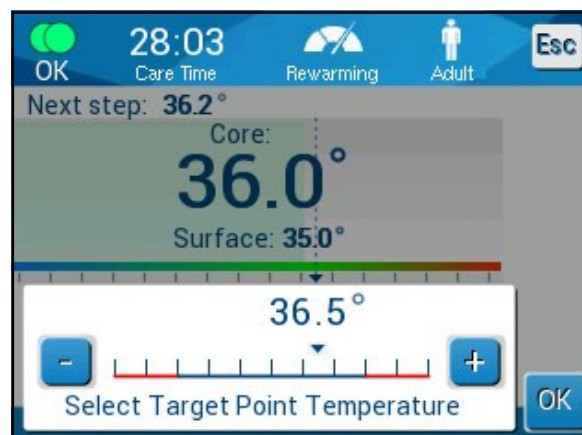 28:03 Esc
OK Care Time Rewarming Adult
Next step: 36.2°
Core:
36.0°
Surface: 35.0°
36.5°
- +
Select Target Point Temperature OK